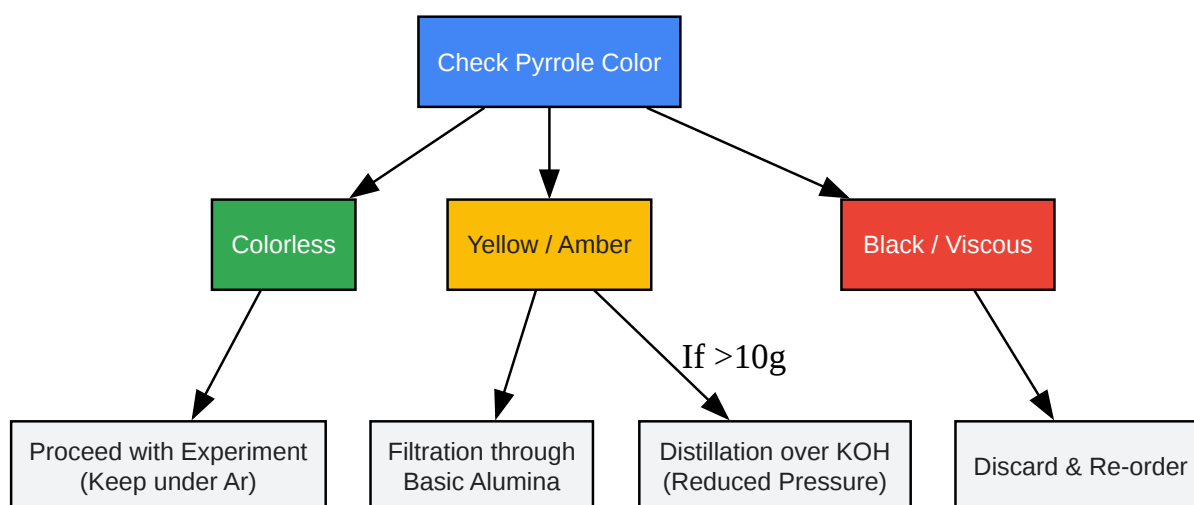 Check Pyrrole Color
Colorless
Yellow / Amber
Black / Viscous
If >10g
Proceed with Experiment
(Keep under Ar)
Filtration through
Basic Alumina
Distillation over KOH
(Reduced Pressure)
Discard & Re-order